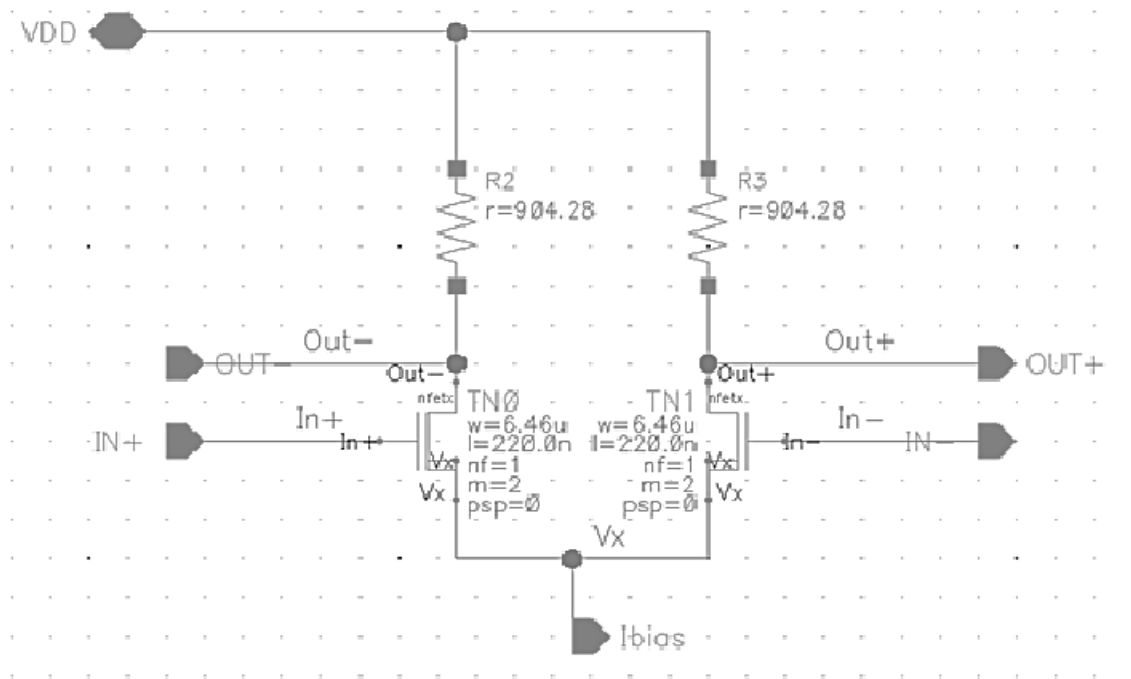 VDD
R2
r=904.28
R3
r=904.28
Out-
Out+
OUT-
OUT+
Out-
Out+
nfetx
nfetx
TN0
TN1
w=6.46u
w=6.46u
l=220.0n
l=220.0n
nf=1
nf=1
m=2
m=2
psp=0
psp=0
In+
In-
IN+
In+
In-
IN-
Vx
Vx
Vx
Vx
Vx
Ibias